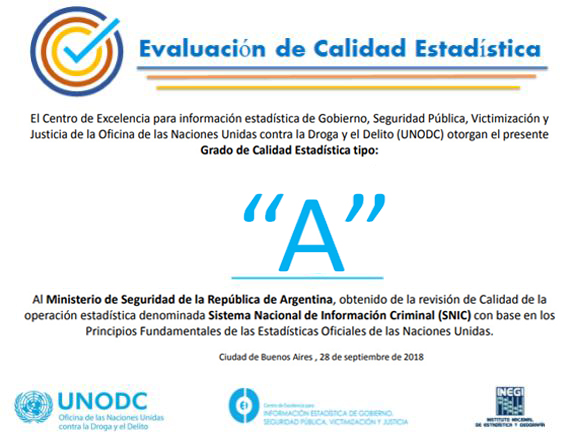 Evaluación de Calidad Estadística
El Centro de Excelencia para información estadística de Gobierno, Seguridad Pública, Victimización y
Justicia de la Oficina de las Naciones Unidas contra la Droga y el Delito (UNODC) otorgan el presente
Grado de Calidad Estadística tipo:
“A”
Al Ministerio de Seguridad de la República de Argentina, obtenido de la revisión de Calidad de la
operación estadística denominada Sistema Nacional de Información Criminal (SNIC) con base en los
Principios Fundamentales de las Estadísticas Oficiales de las Naciones Unidas.
Ciudad de Buenos Aires , 28 de septiembre de 2018
UNODC
Oficina de las Naciones Unidas
contra la Droga y el Delito
Centro de Excelencia para
INFORMACIÓN ESTADÍSTICA DE GOBIERNO,
SEGURIDAD PÚBLICA, VICTIMIZACIÓN Y JUSTICIA
INEGI
INSTITUTO NACIONAL
DE ESTADÍSTICA Y GEOGRAFÍA